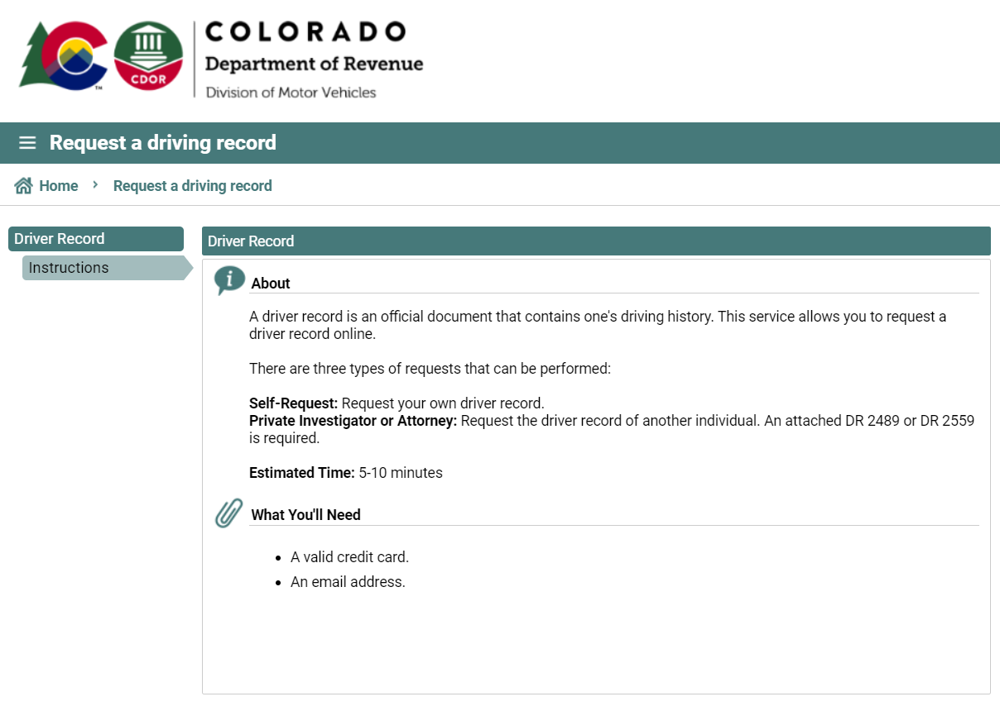 COLORADO
Department of Revenue
Division of Motor Vehicles
CDOR
TM
Request a driving record
Home
Request a driving record
Driver Record
Instructions
Driver Record
i
About
A driver record is an official document that contains one's driving history. This service allows you to request a
driver record online.
There are three types of requests that can be performed:
Self-Request: Request your own driver record.
Private Investigator or Attorney: Request the driver record of another individual. An attached DR 2489 or DR 2559
is required.
Estimated Time: 5-10 minutes
What You'll Need
• A valid credit card.
• An email address.